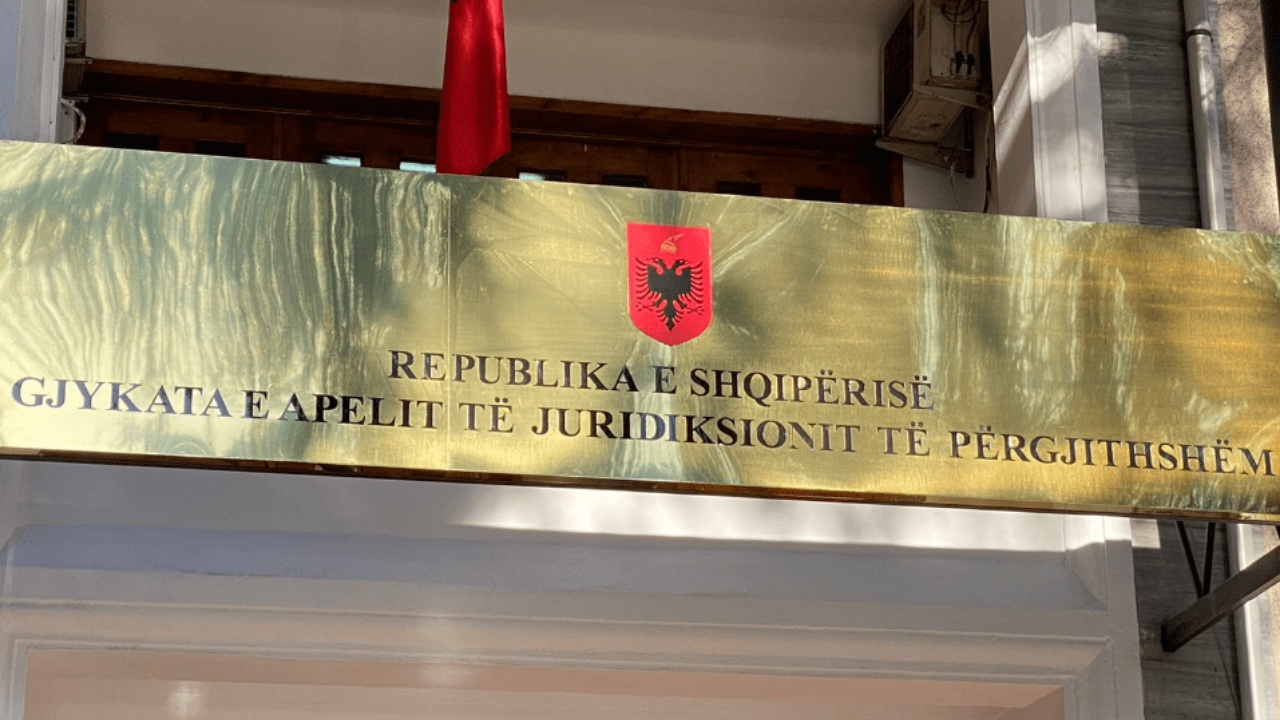 REPUBLIKA E SHQIPËRISË
GJYKATA E APELIT TË JURIDIKSIONIT TË PËRGJITHSHËM